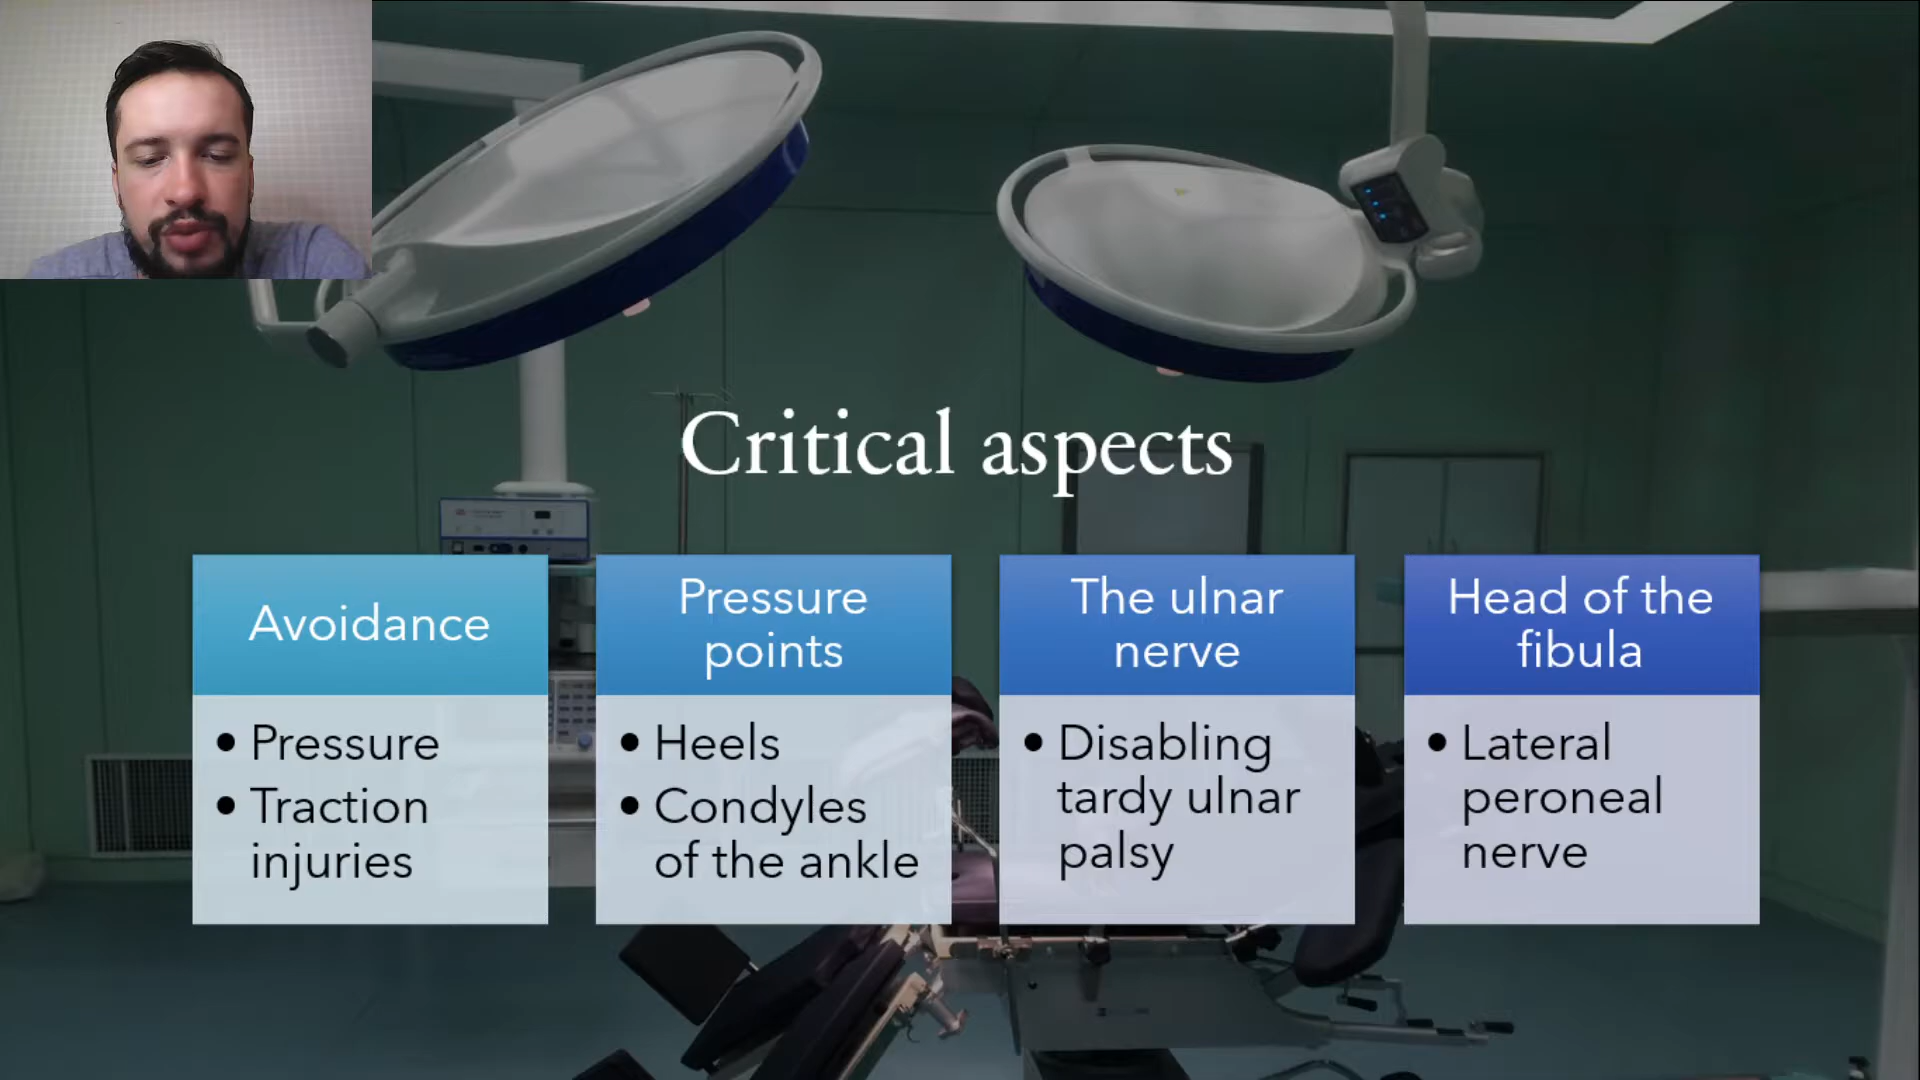 Critical aspects
Avoidance
• Pressure
• Traction
injuries
Pressure
points
• Heels
• Condyles
of the ankle
The ulnar
nerve
• Disabling
tardy ulnar
palsy
Head of the
fibula
• Lateral
peroneal
nerve